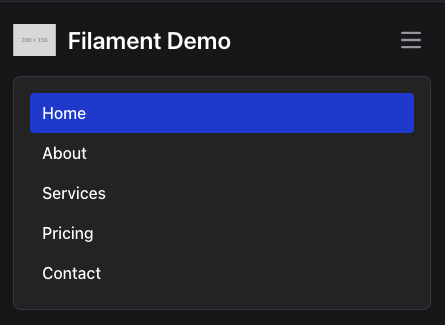 200 × 150
Filament Demo
Home
About
Services
Pricing
Contact